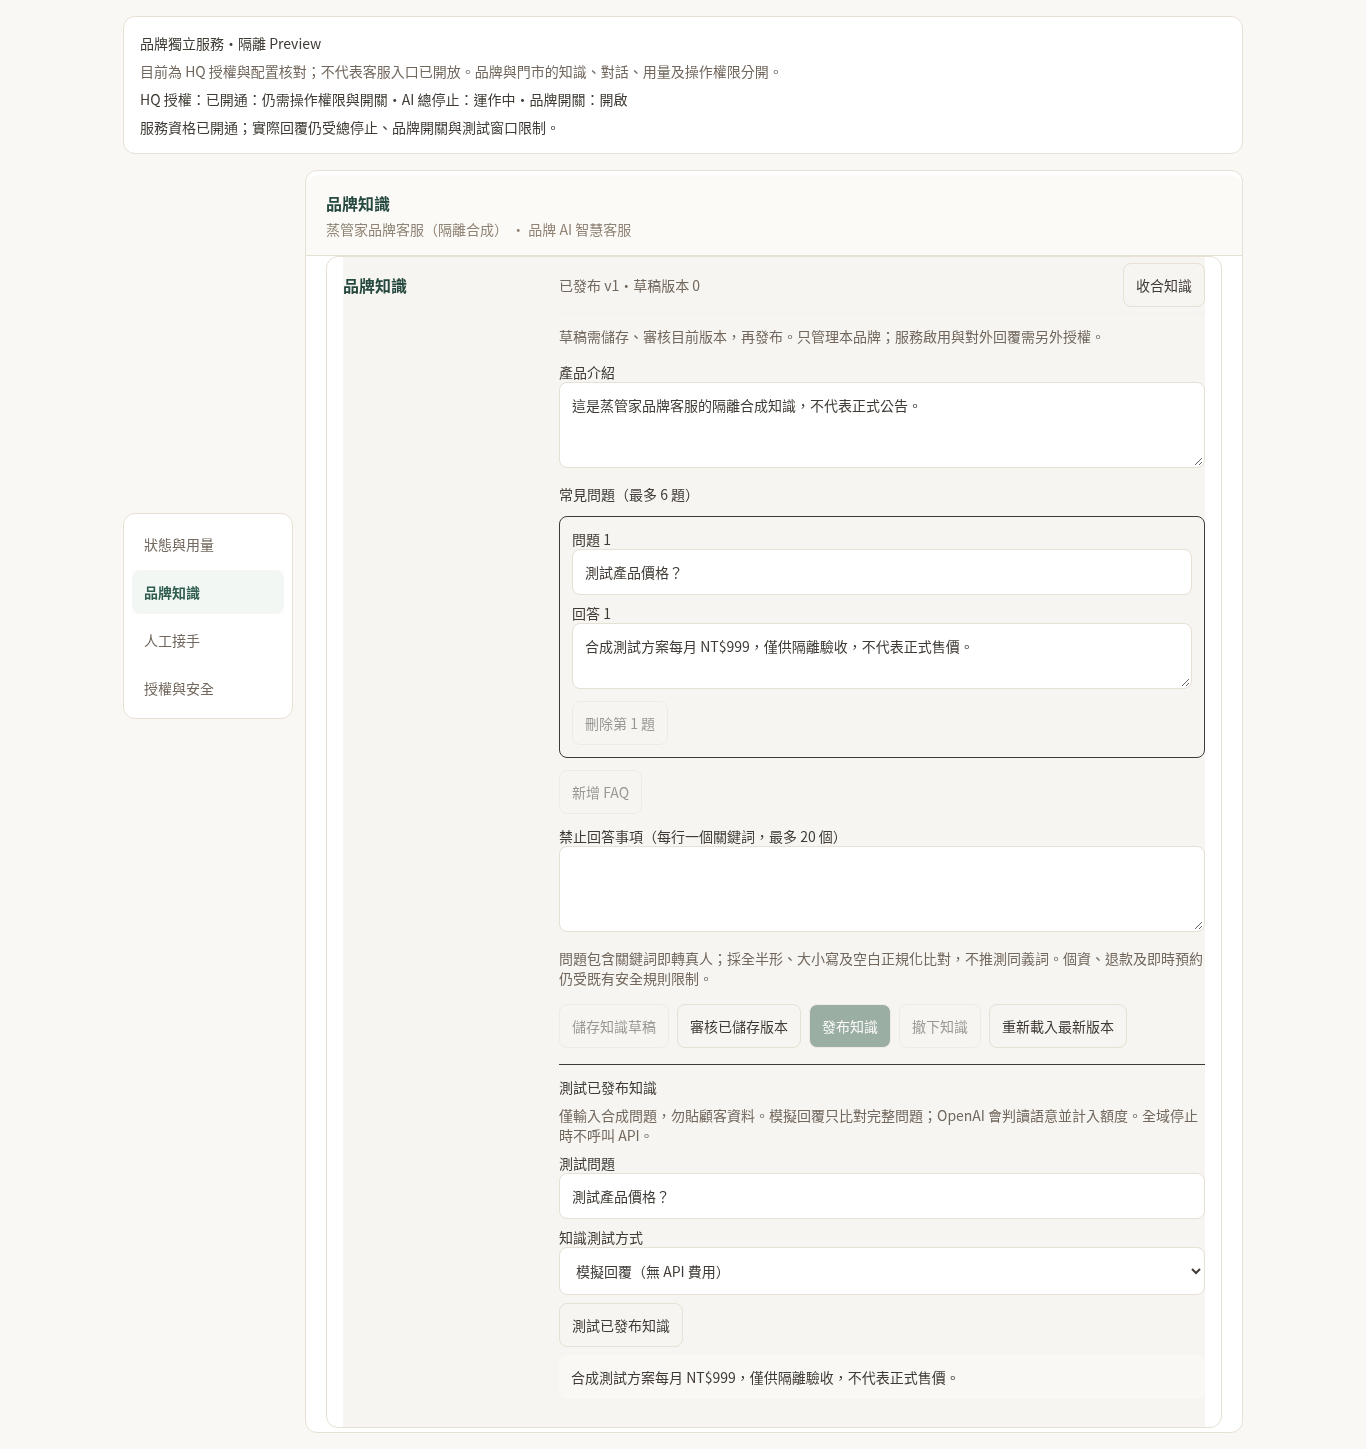 品牌獨立服務・隔離 Preview
目前為 HQ 授權與配置核對；不代表客服入口已開放。品牌與門市的知識、對話、用量及操作權限分開。
HQ 授權：已開通：仍需操作權限與開關・AI 總停止：運作中・品牌開關：開啟
服務資格已開通；實際回覆仍受總停止、品牌開關與測試窗口限制。
狀態與用量
品牌知識
人工接手
授權與安全
品牌知識
蒸管家品牌客服（隔離合成） ・ 品牌 AI 智慧客服
品牌知識
已發布 v1・草稿版本 0
收合知識
草稿需儲存、審核目前版本，再發布。只管理本品牌；服務啟用與對外回覆需另外授權。
產品介紹
這是蒸管家品牌客服的隔離合成知識，不代表正式公告。
常見問題（最多 6 題）
問題 1
測試產品價格？
回答 1
合成測試方案每月 NT$999，僅供隔離驗收，不代表正式售價。
刪除第 1 題
新增 FAQ
禁止回答事項（每行一個關鍵詞，最多 20 個）
問題包含關鍵詞即轉真人；採全半形、大小寫及空白正規化比對，不推測同義詞。個資、退款及即時預約
仍受既有安全規則限制。
儲存知識草稿
審核已儲存版本
發布知識
撤下知識
重新載入最新版本
測試已發布知識
僅輸入合成問題，勿貼顧客資料。模擬回覆只比對完整問題；OpenAI 會判讀語意並計入額度。全域停止
時不呼叫 API。
測試問題
測試產品價格？
知識測試方式
模擬回覆（無 API 費用）
測試已發布知識
合成測試方案每月 NT$999，僅供隔離驗收，不代表正式售價。